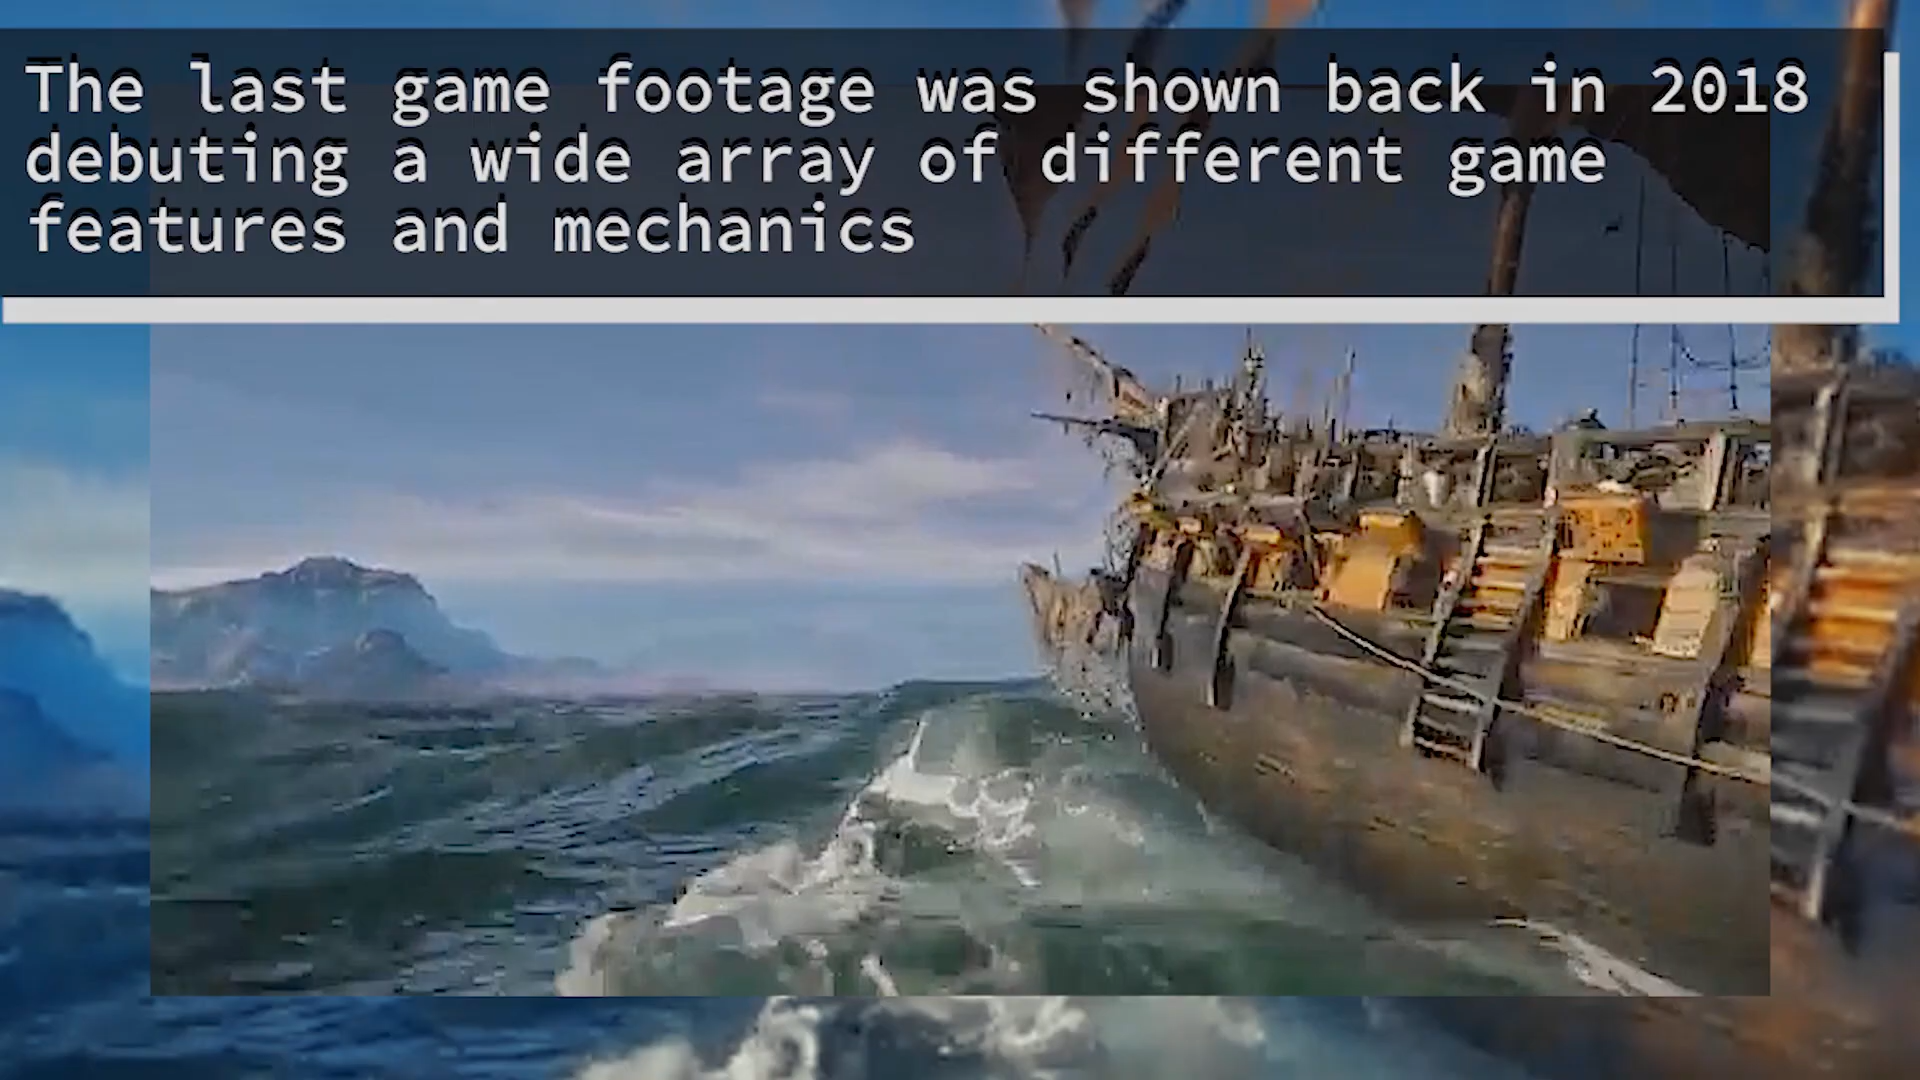 The last game footage was shown back in 2018
debuting a wide array of different game
features and mechanics